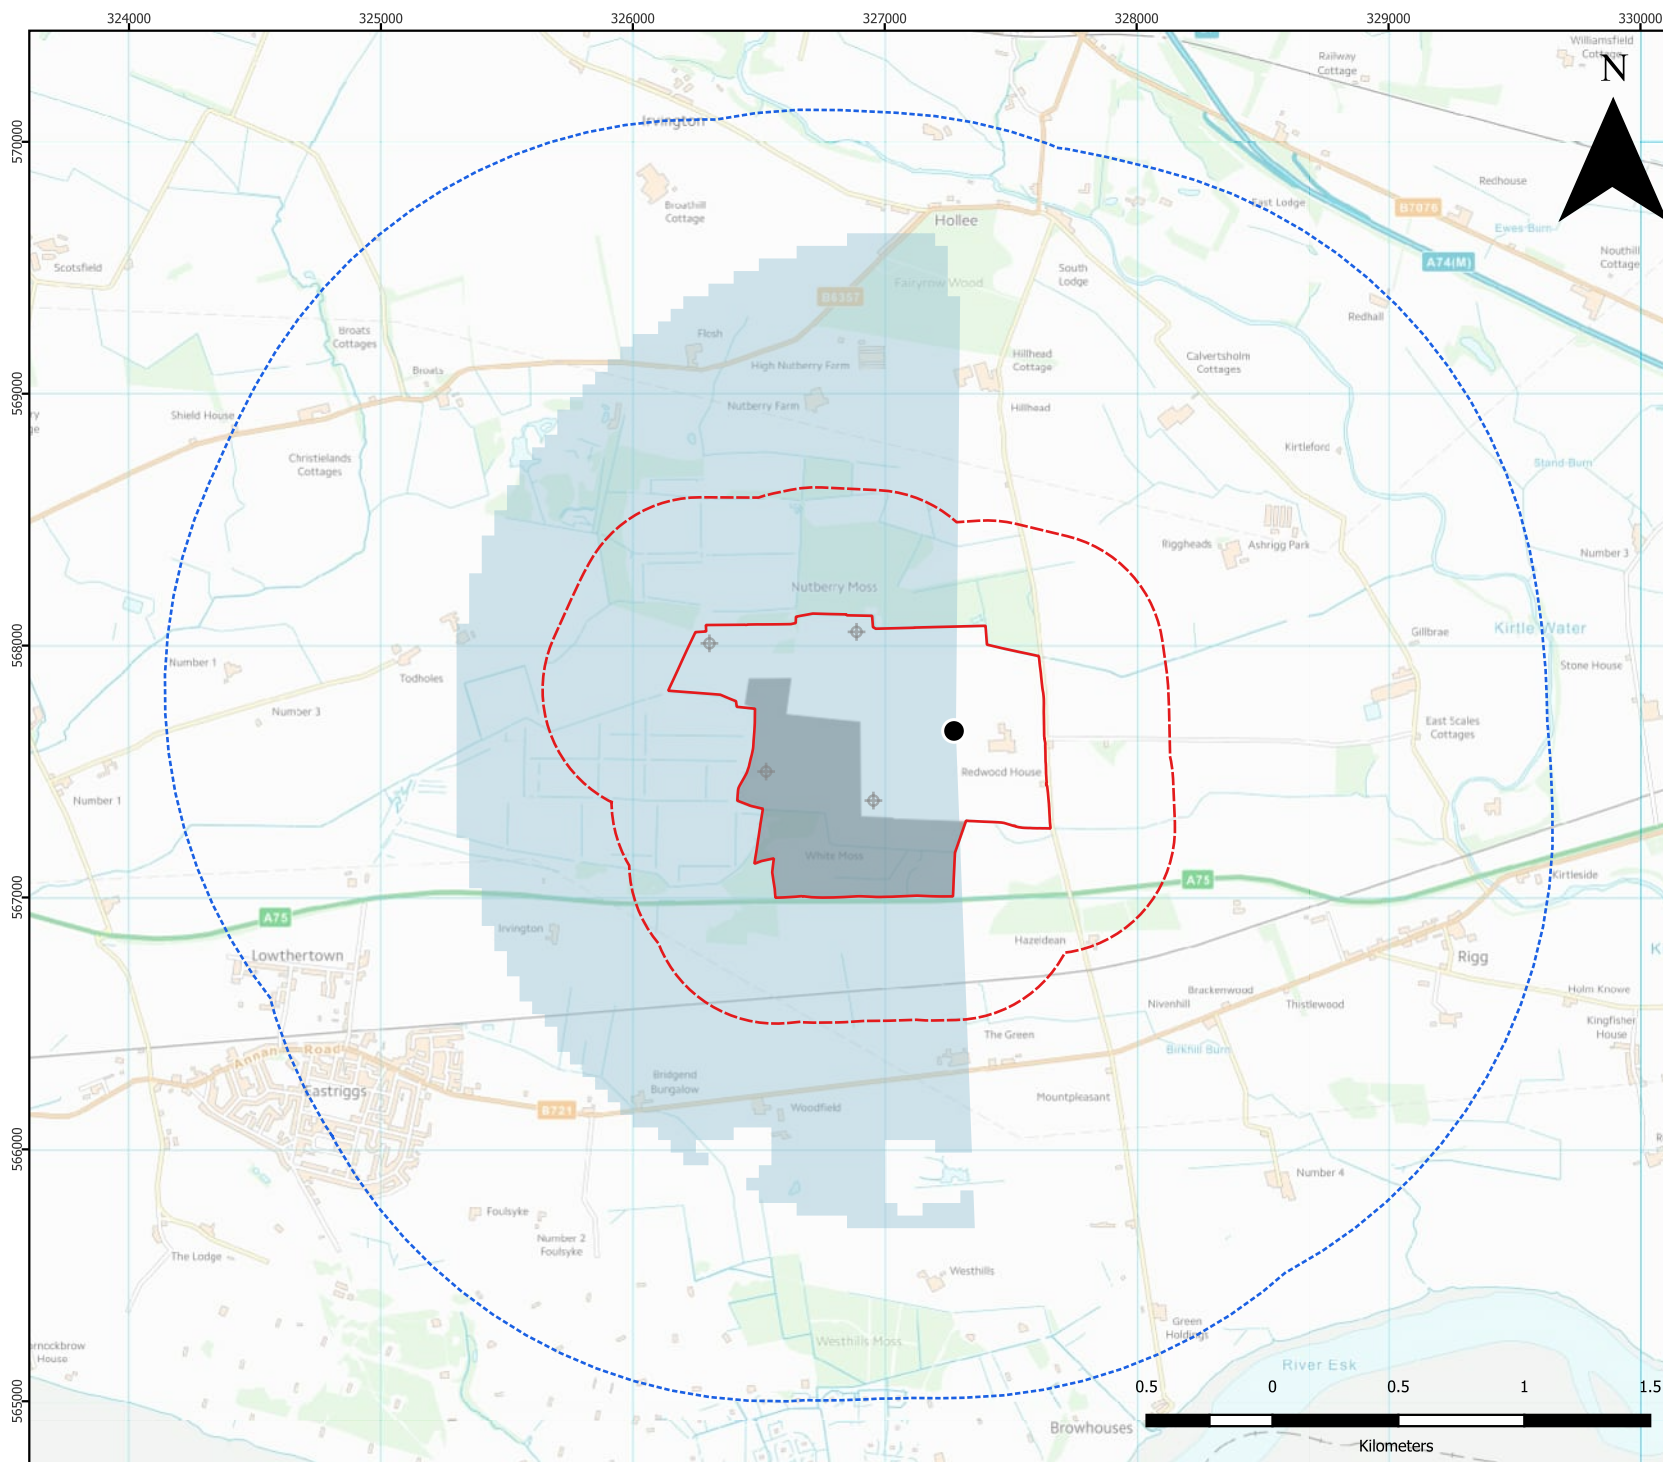 324000
325000
326000
327000
328000
329000
330000
570000
569000
568000
567000
566000
565000
N
Williamsfield
Cottage
Railway
Cottage
Irvington
Redhouse
East Lodge
B7076
Ewes Burn
Broathill
Cottage
Hollee
Nouthill
Cottage
A74(M)
Scotsfield
South
Lodge
Fairyrow Wood
B6357
Redhall
Broats
Cottages
Flosh
Hillhead
Cottage
Calvertsholm
Cottages
High Nutberry Farm
Broats
Nutberry Farm
Hillhead
Shield House
Kirtleford
Christielands
Cottages
Stand Burn
Riggheads
Ashrigg Park
Number 3
Nutberry Moss
Gillbrae
Kirtle Water
Number 1
Stone House
Todholes
Number 3
East Scales
Cottages
Redwood House
Number 1
White Moss
Kirtleside
A75
A75
Irvington
Hazeldean
Lowthertown
Rigg
Brackenwood
Nivenhill
Thistlewood
Holm Knowe
Kingfisher
House
The Green
Annan Road
Birkhill Burn
Eastriggs
Bridgend
Bungalow
B721
Woodfield
Mountpleasant
Number 4
Foulsyke
Number 2
Foulsyke
The Lodge
Westhills
Green
Holdings
Westhills Moss
House
River Esk
0.5
0
0.5
1
1.5
Browhouses
Kilometers